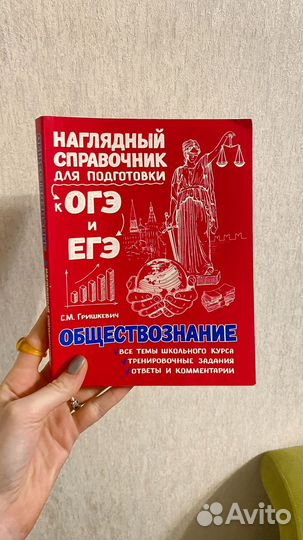 НАГЛЯДНЫЙ
СПРАВОЧНИК
ДЛЯ ПОДГОТОВКИ
К ОГЭ
И
ЕГЭ
С.М. ГРИШКЕВИЧ
ОБЩЕСТВОЗНАНИЕ
ВСЕ ТЕМЫ ШКОЛЬНОГО КУРСА
ТРЕНИРОВОЧНЫЕ ЗАДАНИЯ
ОТВЕТЫ И КОММЕНТАРИИ
Avito